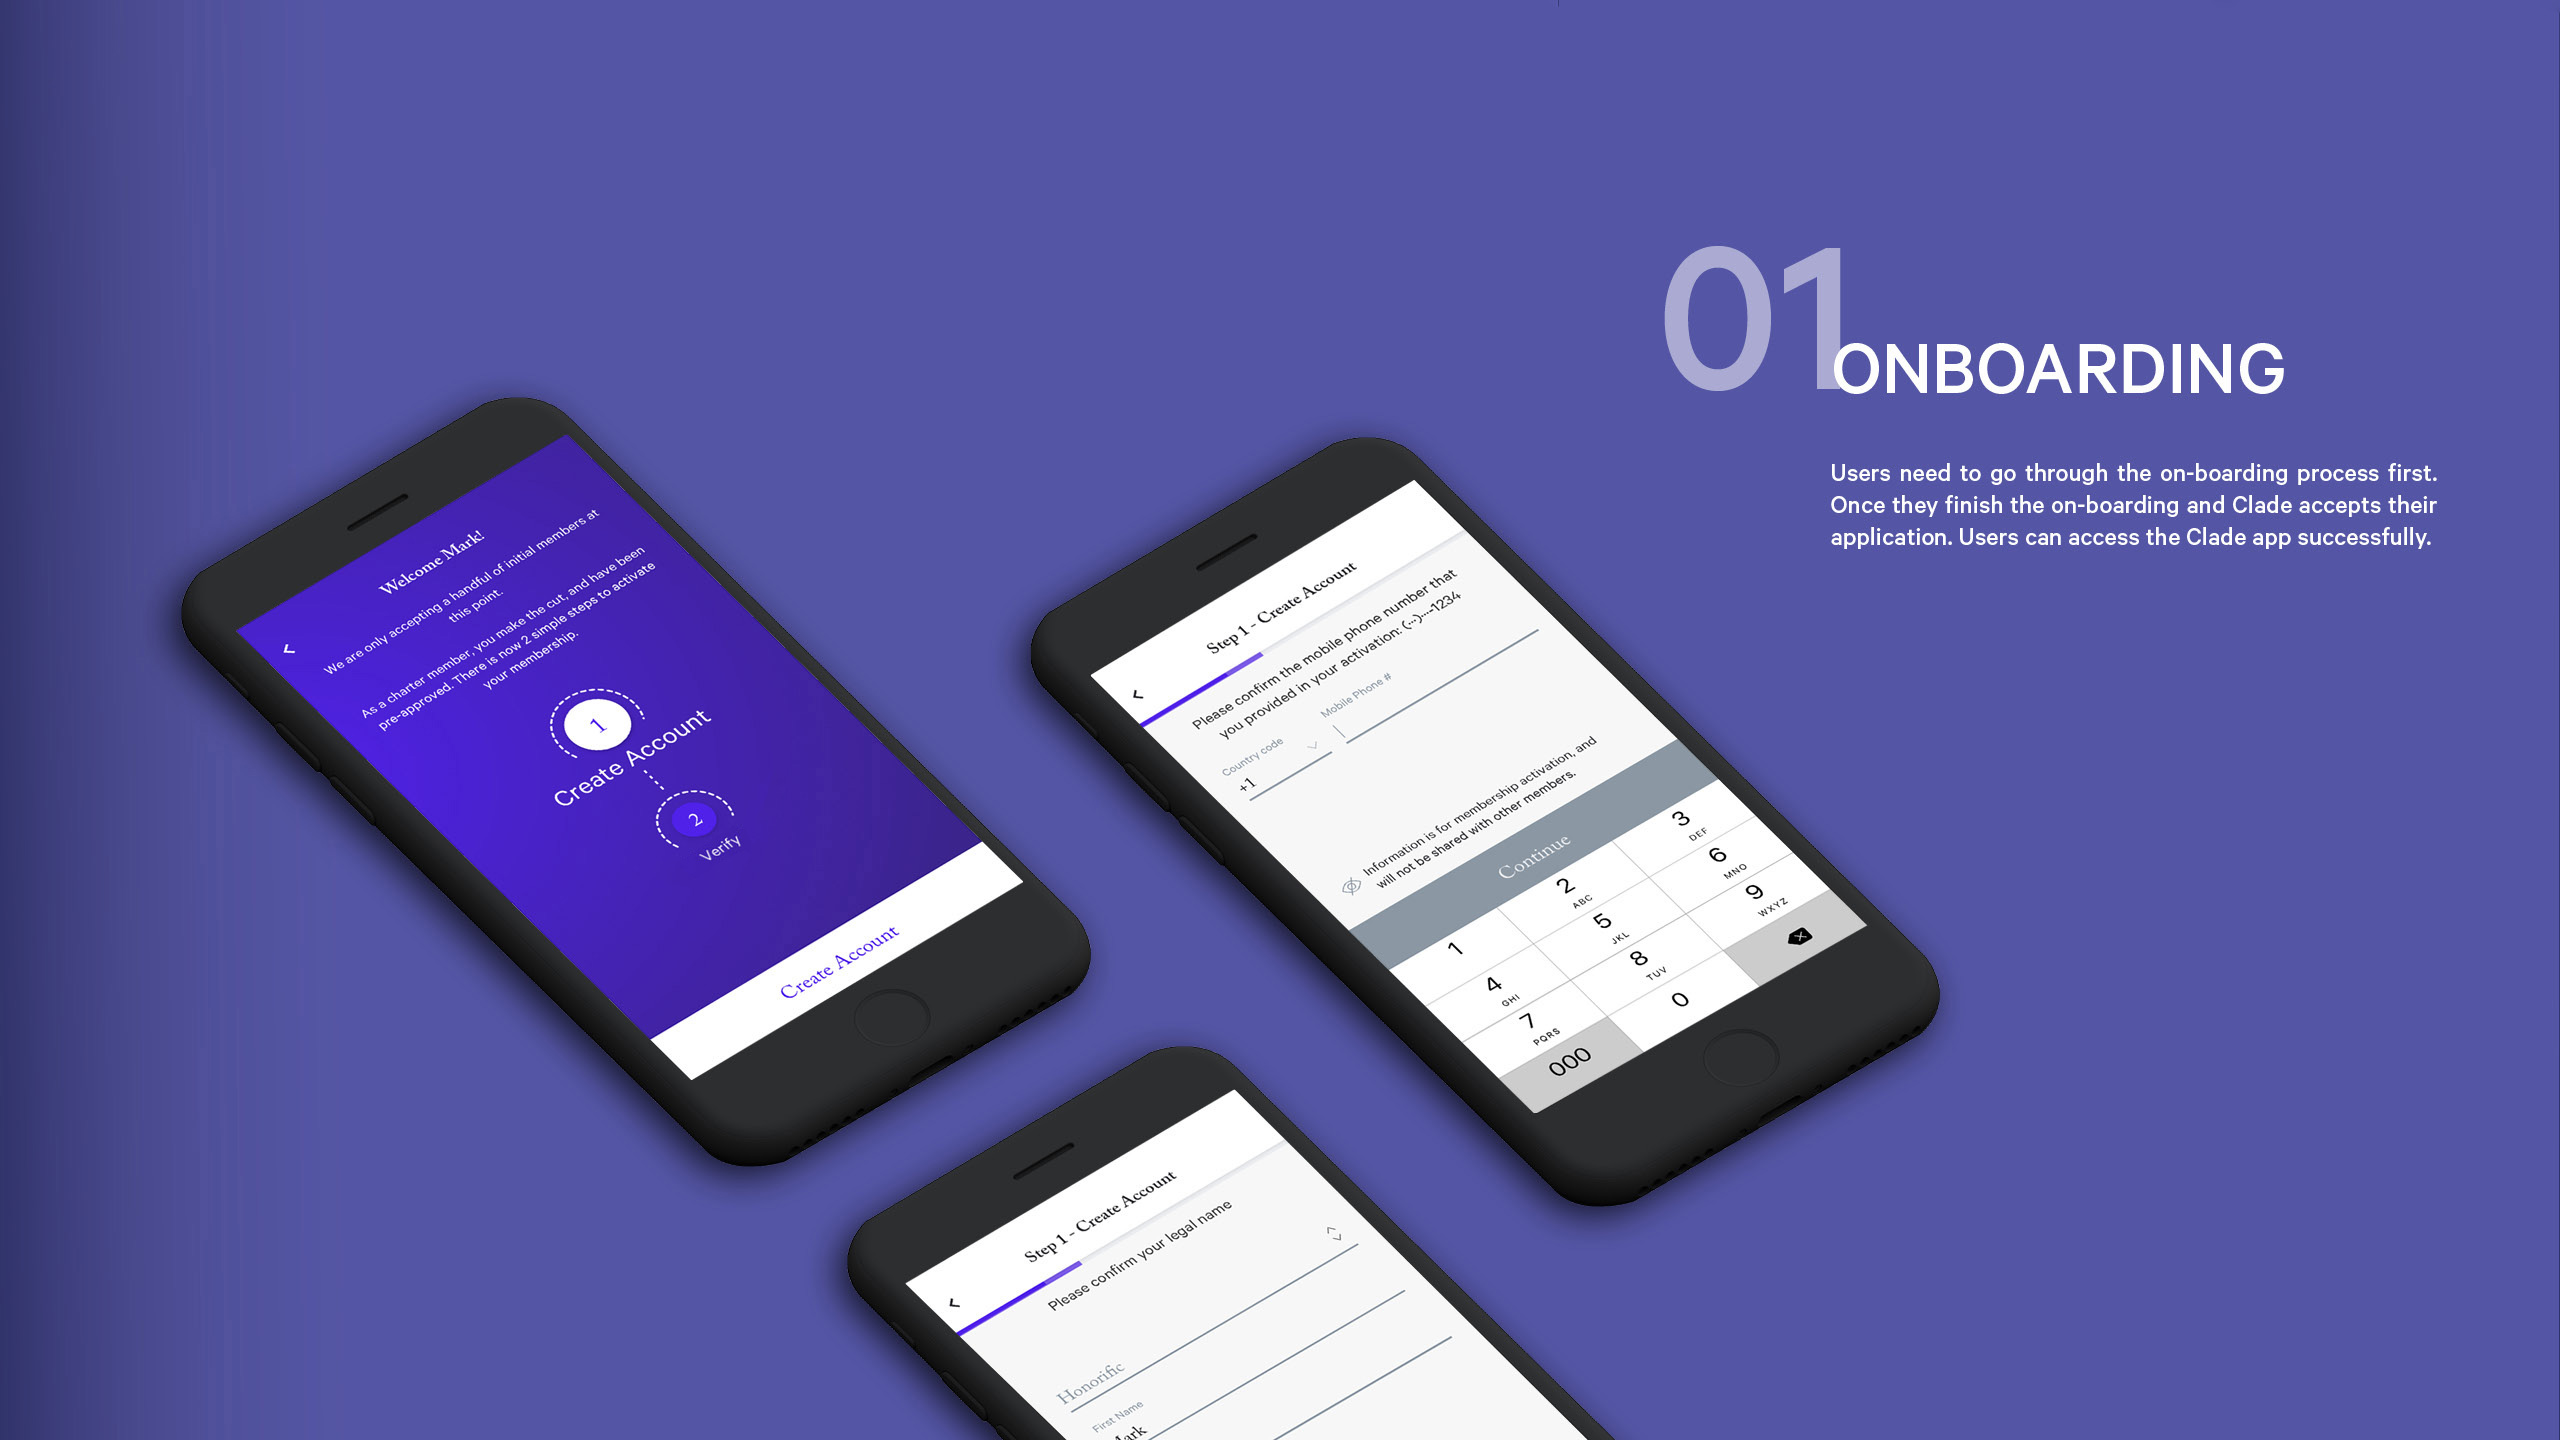 01
ONBOARDING
Users need to go through the on-boarding process first.
Once they finish the on-boarding and Clade accepts their
application. Users can access the Clade app successfully.
Welcome Mark!
We are only accepting a handful of initial members at
this point.
As a charter member, you make the cut, and have been
pre-approved. There is now 2 simple steps to activate
your membership.
1
Create Account
2
Verify
Create Account
Step 1 - Create Account
Please confirm the mobile phone number that
you provided in your activation: (···)···-1234
Country code
Mobile Phone #
+1
Information is for membership activation, and
will not be shared with other members.
Continue
1
2
ABC
3
DEF
4
GHI
5
JKL
6
MNO
7
PQRS
8
TUV
9
WXYZ
000
0
Step 1 - Create Account
Please confirm your legal name
Honorific
First Name